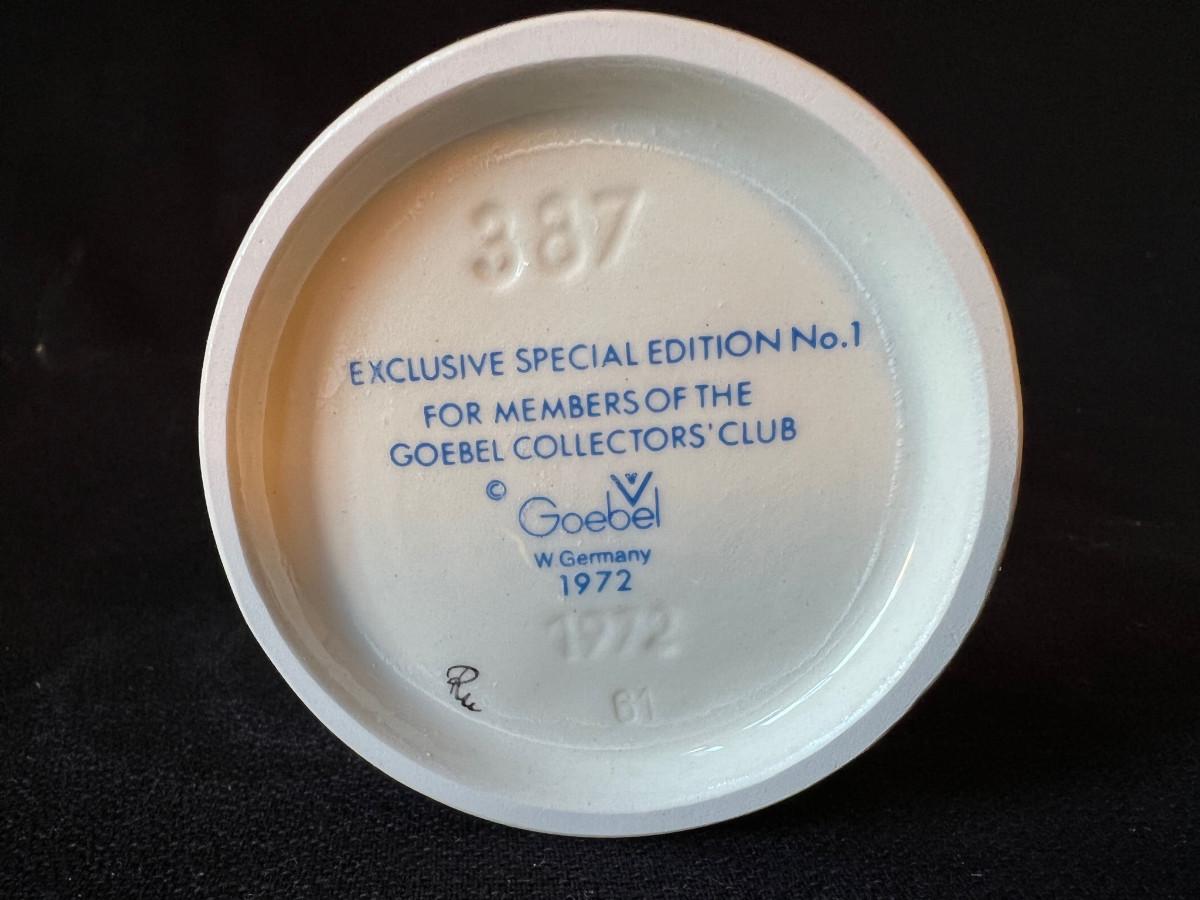 387
EXCLUSIVE SPECIAL EDITION No.1
FOR MEMBERS OF THE
GOEBEL COLLECTORS' CLUB
© Goebel
W. Germany
1972
1972
61